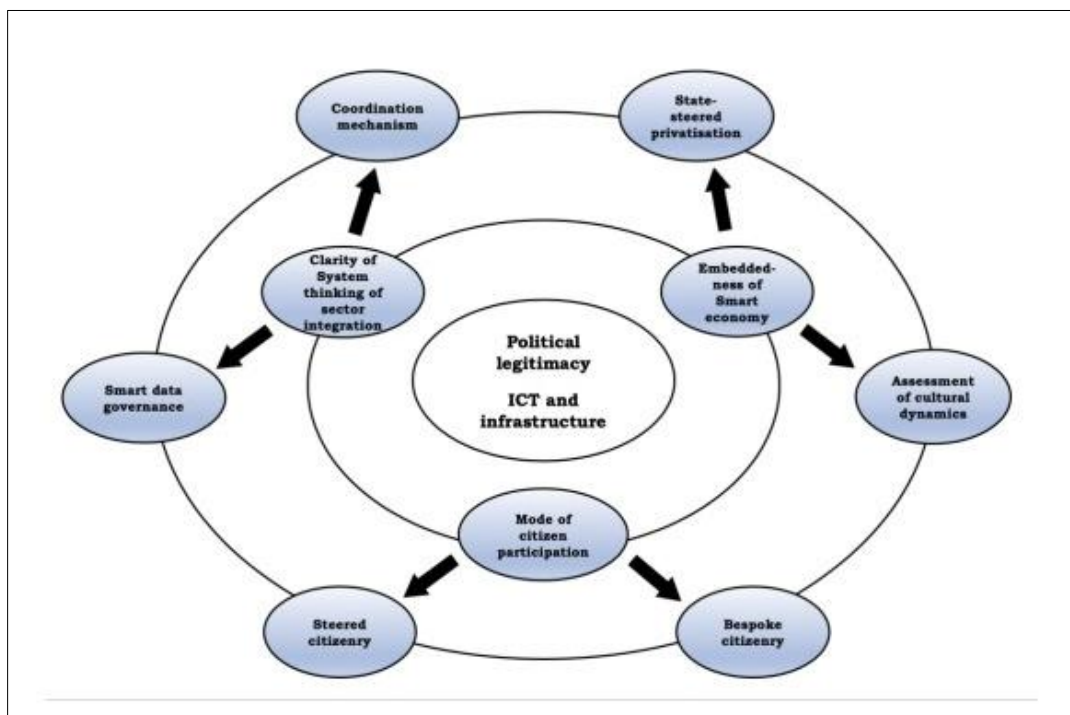 Coordination
mechanism
State-
steered
privatisation
Clarity of
System
thinking of
sector
integration
Embedded-
ness of
Smart
economy
Political
legitimacy
ICT and
infrastructure
Smart data
governance
Assessment
of cultural
dynamics
Mode of
citizen
participation
Steered
citizenry
Bespoke
citizenry